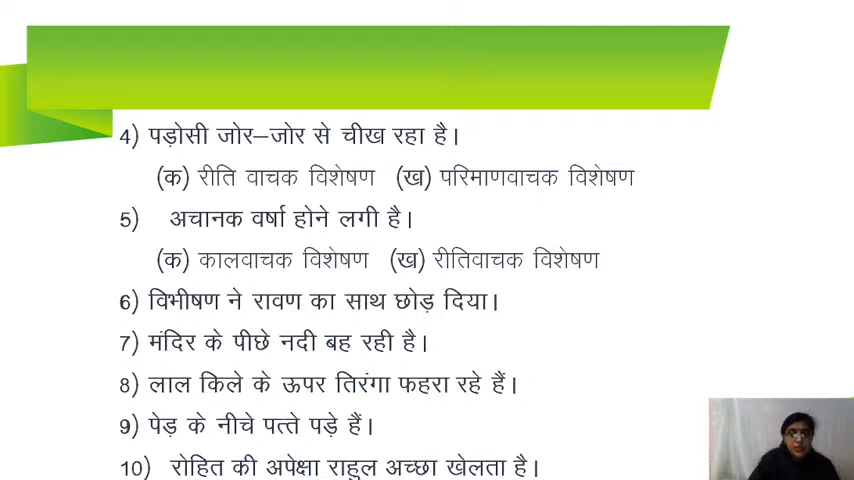 4) पड़ोसी जोर–जोर से चीख रहा है।
(क) रीति वाचक विशेषण (ख) परिमाणवाचक विशेषण
5) अचानक वर्षा होने लगी है।
(क) कालवाचक विशेषण (ख) रीतिवाचक विशेषण
6) विभीषण ने रावण का साथ छोड़ दिया।
7) मंदिर के पीछे नदी बह रही है।
8) लाल किले के ऊपर तिरंगा फहरा रहे हैं।
9) पेड़ के नीचे पत्ते पड़े हैं।
10) रोहित की अपेक्षा राहुल अच्छा खेलता है।